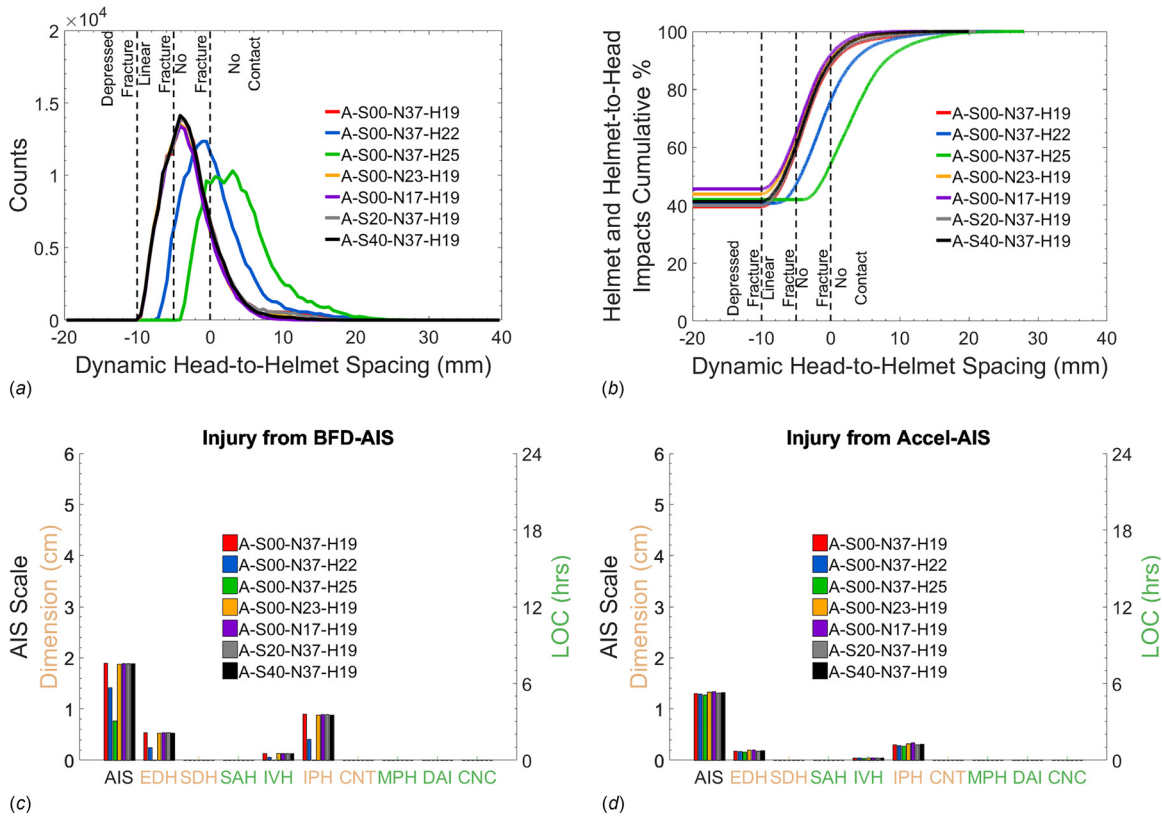 2 ×10⁴
Depressed
Fracture
Linear
Fracture
No
Fracture
No
Contact
A-S00-N37-H19
A-S00-N37-H22
A-S00-N37-H25
A-S00-N23-H19
A-S00-N17-H19
A-S20-N37-H19
A-S40-N37-H19
Counts
1.5
1
0.5
0
-20 -10 0 10 20 30 40
Dynamic Head-to-Helmet Spacing (mm)
(a)
Helmet and Helmet-to-Head
Impacts Cumulative %
100
80
60
40
20
0
A-S00-N37-H19
A-S00-N37-H22
A-S00-N37-H25
A-S00-N23-H19
A-S00-N17-H19
A-S20-N37-H19
A-S40-N37-H19
Depressed
Fracture
Linear
Fracture
No
Fracture
No
Contact
-20 -10 0 10 20 30 40
Dynamic Head-to-Helmet Spacing (mm)
(b)
Injury from BFD-AIS
AIS Scale
Dimension (cm)
6
5
4
3
2
1
0
A-S00-N37-H19
A-S00-N37-H22
A-S00-N37-H25
A-S00-N23-H19
A-S00-N17-H19
A-S20-N37-H19
A-S40-N37-H19
24
18
12
6
0
LOC (hrs)
AIS EDH SDH SAH IVH IPH CNT MPH DAI CNC
(c)
Injury from Accel-AIS
AIS Scale
Dimension (cm)
6
5
4
3
2
1
0
A-S00-N37-H19
A-S00-N37-H22
A-S00-N37-H25
A-S00-N23-H19
A-S00-N17-H19
A-S20-N37-H19
A-S40-N37-H19
24
18
12
6
0
LOC (hrs)
AIS EDH SDH SAH IVH IPH CNT MPH DAI CNC
(d)